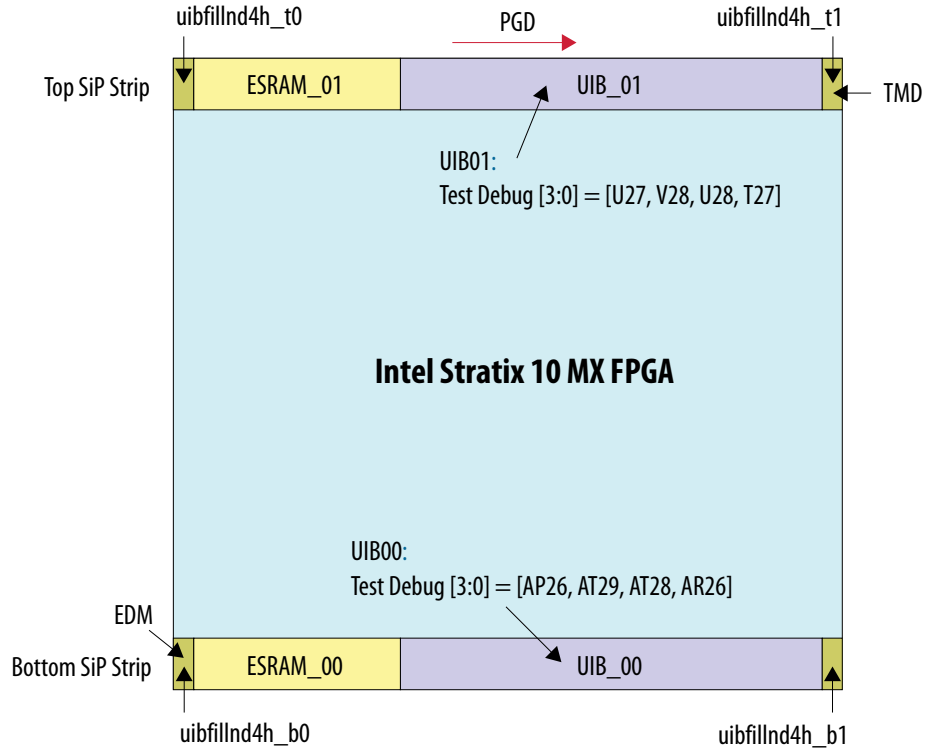 uibfillnd4h_t0
PGD
uibfillnd4h_t1
Top SiP Strip
ESRAM_01
UIB_01
TMD
UIB01:
Test Debug [3:0] = [U27, V28, U28, T27]
Intel Stratix 10 MX FPGA
UIB00:
Test Debug [3:0] = [AP26, AT29, AT28, AR26]
EDM
Bottom SiP Strip
ESRAM_00
UIB_00
uibfillnd4h_b0
uibfillnd4h_b1